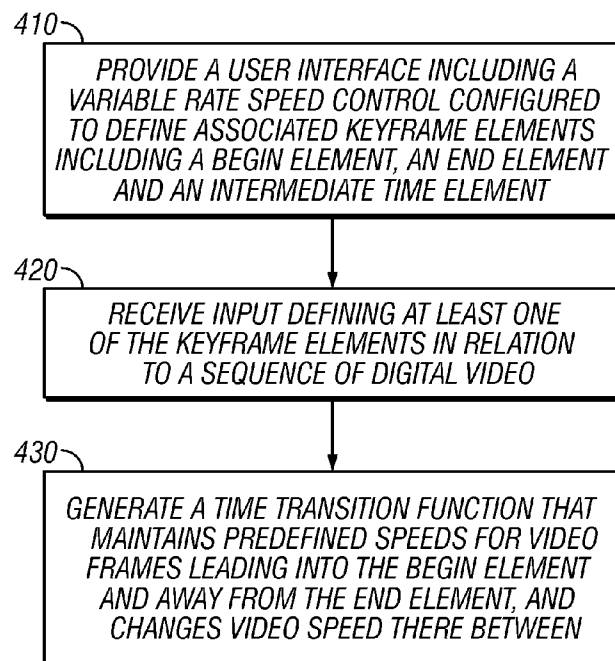 410
PROVIDE A USER INTERFACE INCLUDING A
VARIABLE RATE SPEED CONTROL CONFIGURED
TO DEFINE ASSOCIATED KEYFRAME ELEMENTS
INCLUDING A BEGIN ELEMENT, AN END ELEMENT
AND AN INTERMEDIATE TIME ELEMENT
420
RECEIVE INPUT DEFINING AT LEAST ONE
OF THE KEYFRAME ELEMENTS IN RELATION
TO A SEQUENCE OF DIGITAL VIDEO
430
GENERATE A TIME TRANSITION FUNCTION THAT
MAINTAINS PREDEFINED SPEEDS FOR VIDEO
FRAMES LEADING INTO THE BEGIN ELEMENT
AND AWAY FROM THE END ELEMENT, AND
CHANGES VIDEO SPEED THERE BETWEEN